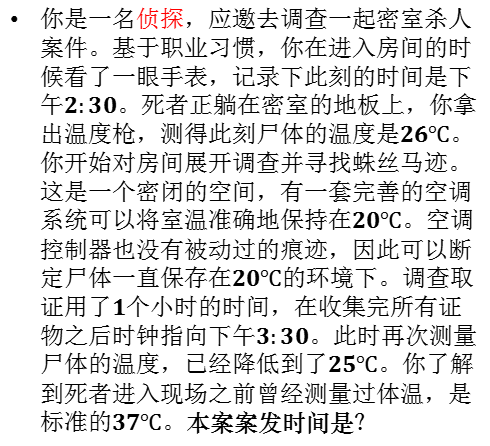 • 你是一名侦探，应邀去调查一起密室杀人
案件。基于职业习惯，你在进入房间的时
候看了一眼手表，记录下此刻的时间是下
午2:30。死者正躺在密室的地板上，你拿
出温度枪，测得此刻尸体的温度是26℃。
你开始对房间展开调查并寻找蛛丝马迹。
这是一个密闭的空间，有一套完善的空调
系统可以将室温准确地保持在20℃。空调
控制器也没有被动过的痕迹，因此可以断
定尸体一直保存在20℃的环境下。调查取
证用了1个小时的时间，在收集完所有证
物之后时钟指向下午3:30。此时再次测量
尸体的温度，已经降低到了25℃。你了解
到死者进入现场之前曾经测量过体温，是
标准的37℃。本案案发时间是？